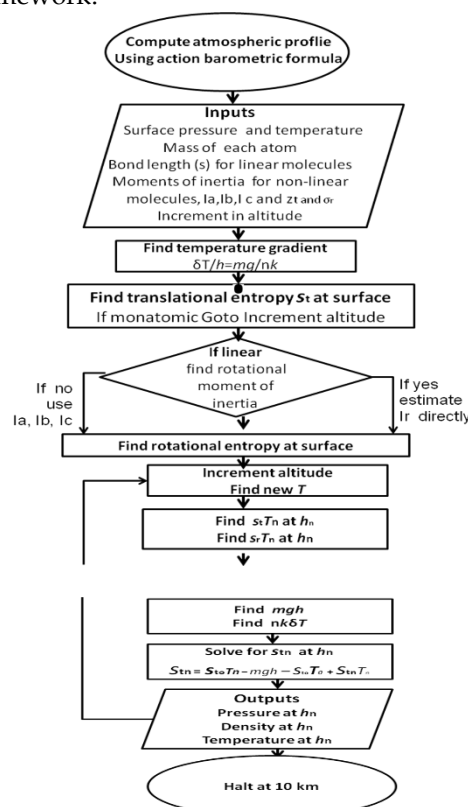 nework.
Compute atmospheric proflie
Using action barometric formula
Inputs
Surface pressure and temperature
Mass of each atom
Bond length (s) for linear molecules
Moments of inertia for non-linear
molecules, Ia,Ib,I c and zt and σr
Increment in altitude
Find temperature gradient
δT/h=mg/nk
Find translational entropy St at surface
If monatomic Goto Increment altitude
If linear
find rotational
moment of
inertia
If no
use
Ia, Ib, Ic
If yes
estimate
Ir directly
Find rotational entropy at surface
Increment altitude
Find new T
Find stTn at hn
Find srTn at hn
Find mgh
Find nkδT
Solve for stn at hn
Stn= StoTn – mgh – StoTo + StnTn
Outputs
Pressure at hn
Density at hn
Temperature at hn
Halt at 10 km